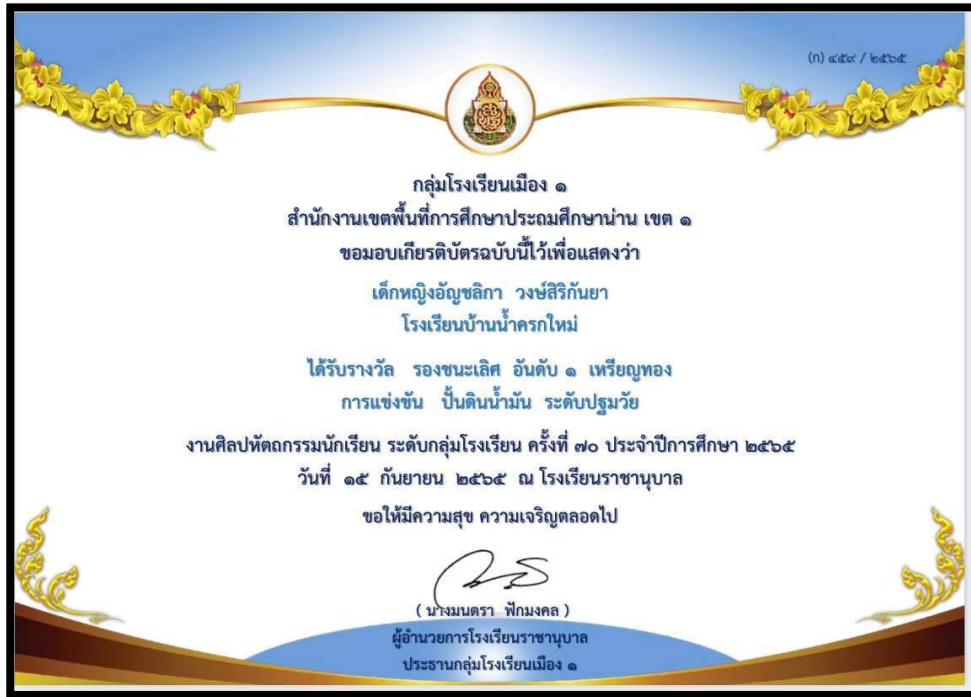 (ก) ๔๕๙ / ๒๕๖๕
กลุ่มโรงเรียนเมือง ๑
สำนักงานเขตพื้นที่การศึกษาประถมศึกษาน่าน เขต ๑
ขอมอบเกียรติบัตรฉบับนี้ไว้เพื่อแสดงว่า
เด็กหญิงอัญชลิกา วงษ์สิริกันยา
โรงเรียนบ้านน้ำครกใหม่
ได้รับรางวัล รองชนะเลิศ อันดับ ๑ เหรียญทอง
การแข่งขัน ปั้นดินน้ำมัน ระดับปฐมวัย
งานศิลปหัตถกรรมนักเรียน ระดับกลุ่มโรงเรียน ครั้งที่ ๗๐ ประจำปีการศึกษา ๒๕๖๕
วันที่ ๑๕ กันยายน ๒๕๖๕ ณ โรงเรียนราชานุบาล
ขอให้มีความสุข ความเจริญตลอดไป
( นางมนตรา ฟักมงคล )
ผู้อำนวยการโรงเรียนราชานุบาล
ประธานกลุ่มโรงเรียนเมือง ๑